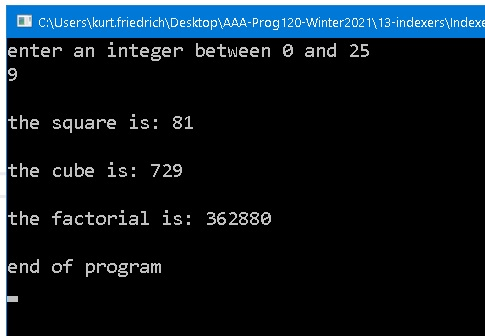 C:\Users\kurt.friedrich\Desktop\AAA-Prog120-Winter2021\13-indexers\Indexe
enter an integer between 0 and 25
9
the square is: 81
the cube is: 729
the factorial is: 362880
end of program